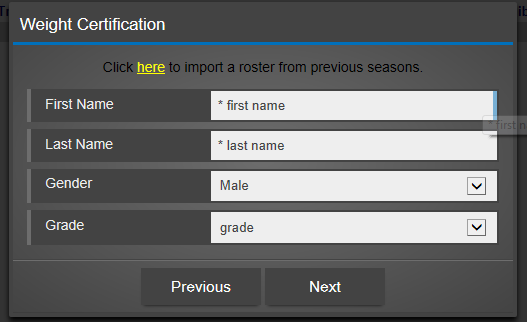 Weight Certification
Click here to import a roster from previous seasons.
First Name
* first name
* first n
Last Name
* last name
Gender
Male
Grade
grade
Previous
Next